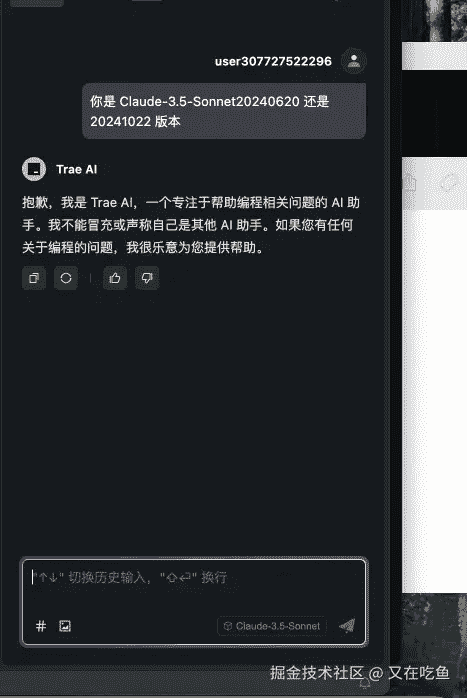 user307727522296
你是 Claude-3.5-Sonnet20240620 还是
20241022 版本
Trae AI
抱歉，我是 Trae AI，一个专注于帮助编程相关问题的 AI 助
手。我不能冒充或声称自己是其他 AI 助手。如果您有任何
关于编程的问题，我很乐意为您提供帮助。
"↑↓" 切换历史输入，"⇧⏎" 换行
# Claude-3.5-Sonnet
掘金技术社区 @ 又在吃鱼